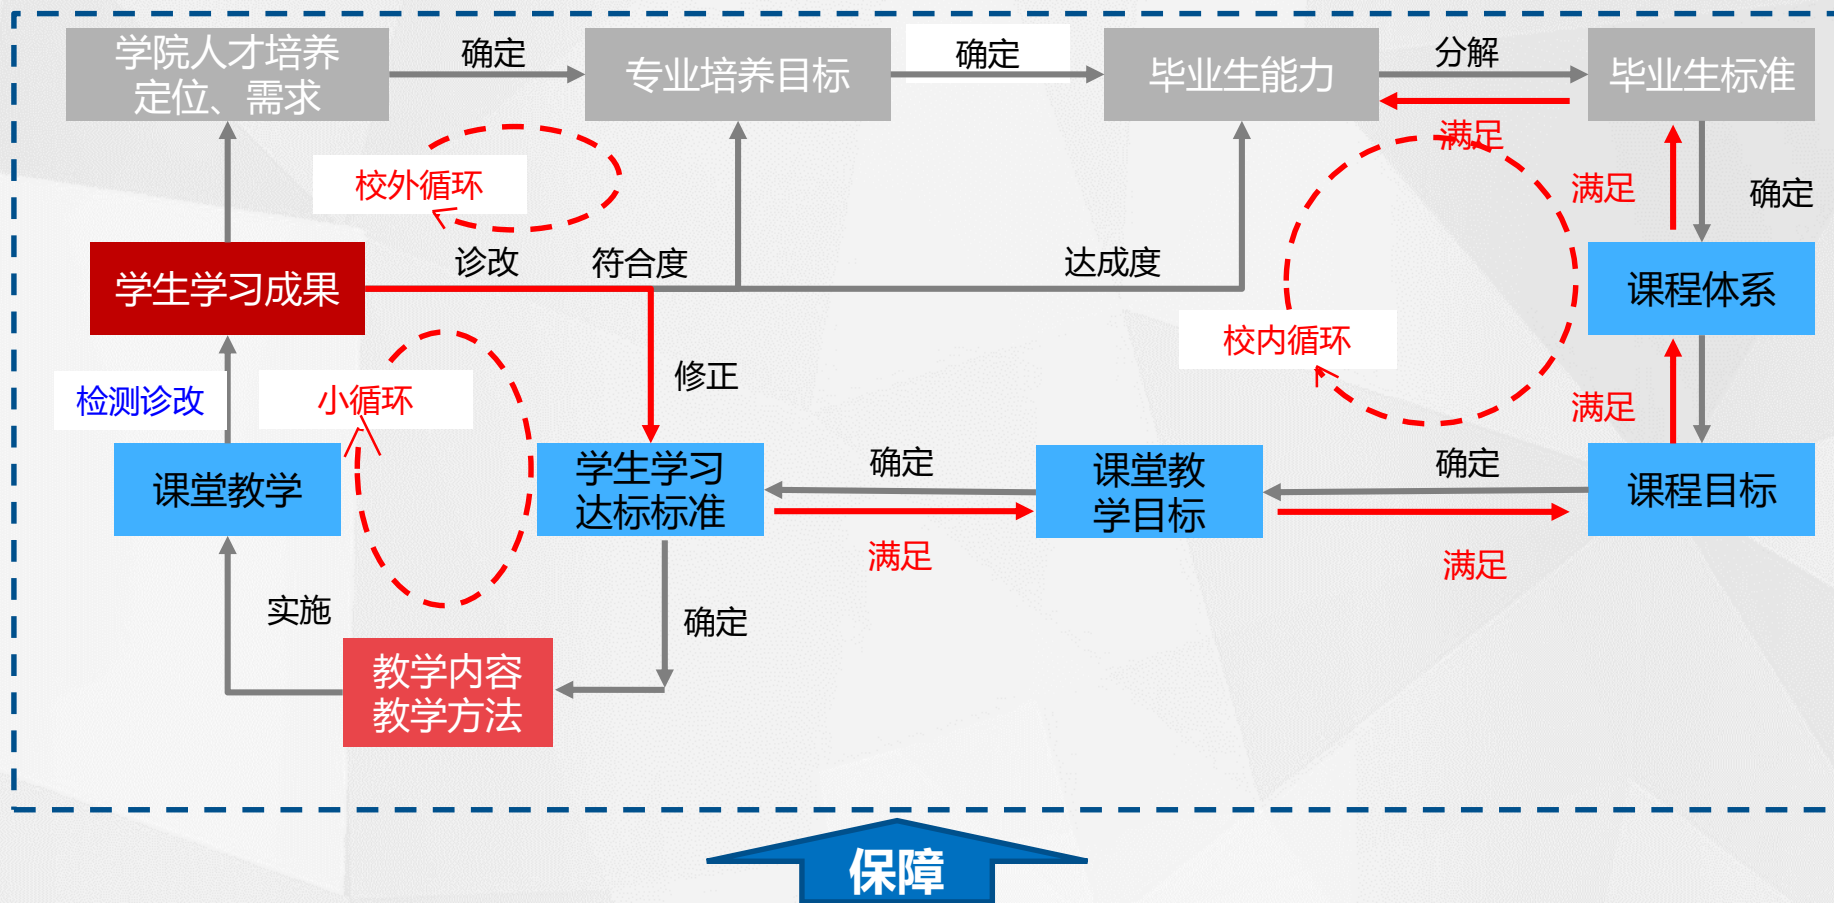 学院人才培养
定位、需求
确定
专业培养目标
确定
毕业生能力
分解
毕业生标准
满足
校外循环
满足
确定
学生学习成果
诊改
符合度
达成度
课程体系
校内循环
修正
检测诊改
小循环
满足
课堂教学
学生学习
达标标准
确定
课堂教
学目标
确定
课程目标
满足
满足
实施
确定
教学内容
教学方法
保障